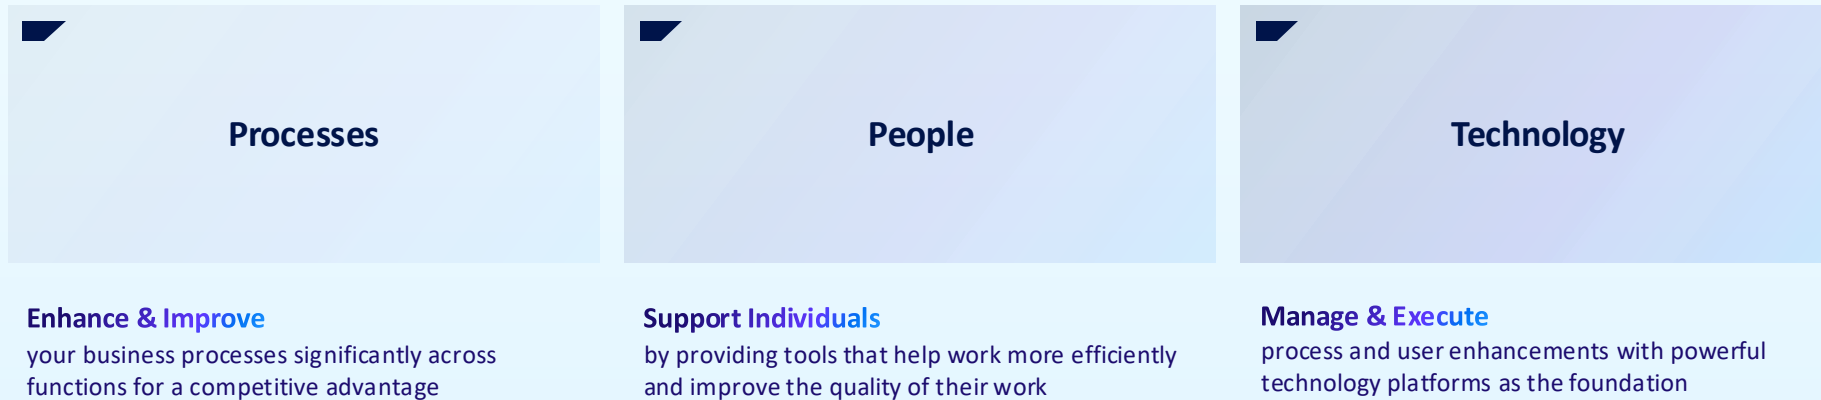 Processes
People
Technology
Enhance & Improve
your business processes significantly across
functions for a competitive advantage
Support Individuals
by providing tools that help work more efficiently
and improve the quality of their work
Manage & Execute
process and user enhancements with powerful
technology platforms as the foundation